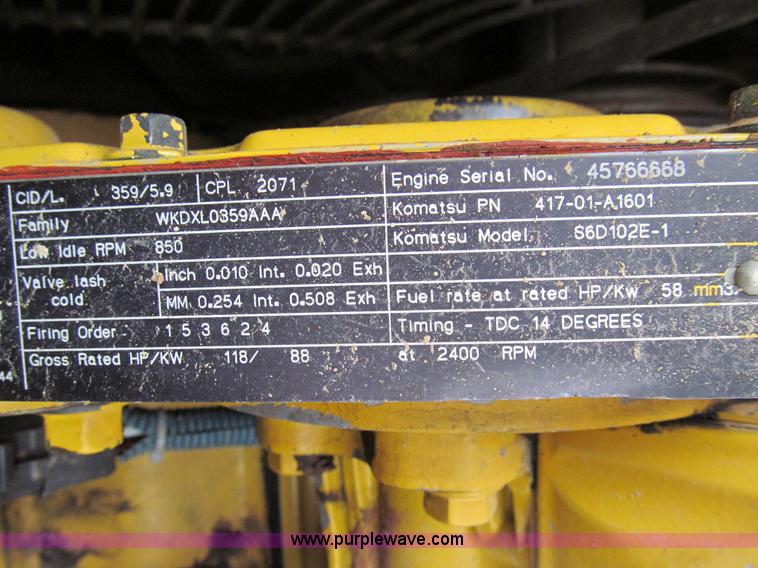 CID/L. 359/5.9 CPL 2071 Engine Serial No. 45766668
Family WKDXL0359AAA Komatsu PN 417-01-A1601
Low Idle RPM 850 Komatsu Model S6D102E-1
Valve lash cold Inch 0.010 Int. 0.020 Exh
MM 0.254 Int. 0.508 Exh Fuel rate at rated HP/Kw 58 mm3/
Firing Order 1 5 3 6 2 4 Timing - TDC 14 DEGREES
Gross Rated HP/KW 118/ 88 at 2400 RPM
44
www.purplewave.com